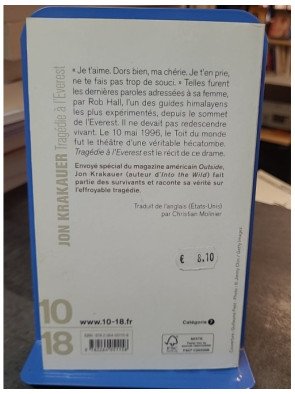 « Je t'aime. Dors bien, ma chérie. Je t'en prie,
ne te fais pas trop de souci. » Telles furent
les dernières paroles adressées à sa femme,
par Rob Hall, l'un des guides himalayens
les plus expérimentés, depuis le sommet
de l'Everest. Il ne devait pas redescendre
vivant. Le 10 mai 1996, le Toit du monde
fut le théâtre d'une véritable hécatombe.
Tragédie à l'Everest est le récit de ce drame.
Envoyé spécial du magazine américain Outside,
Jon Krakauer (auteur d'Into the Wild) fait
partie des survivants et raconte sa vérité sur
l'effroyable tragédie.
Traduit de l'anglais (États-Unis)
par Christian Molinier
JON KRAKAUER Tragédie à l'Everest
€ 8.10
10
18
www.10-18.fr
Catégorie 7
FSC
MIXTE